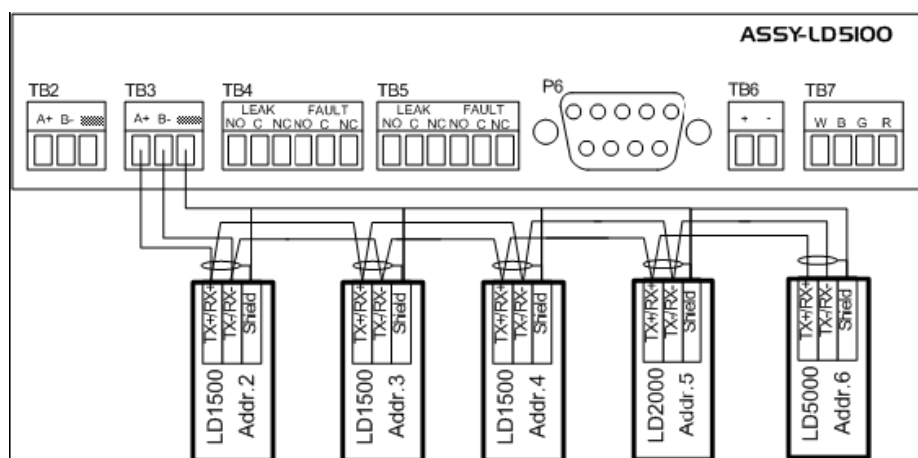 ASSY-LD5100
TB2 TB3 TB4 TB5 P6 TB6 TB7
LEAK FAULT LEAK FAULT
A+ B- A+ B- NO C NC NO C NC NO C NC NO C NC + - W B G R
TX+/RX+ TX-/RX- Shield TX+/RX+ TX-/RX- Shield TX+/RX+ TX-/RX- Shield TX+/RX+ TX-/RX- Shield TX+/RX+ TX-/RX- Shield
LD1500 Addr.2 LD1500 Addr.3 LD1500 Addr.4 LD2000 Addr.5 LD5000 Addr.6